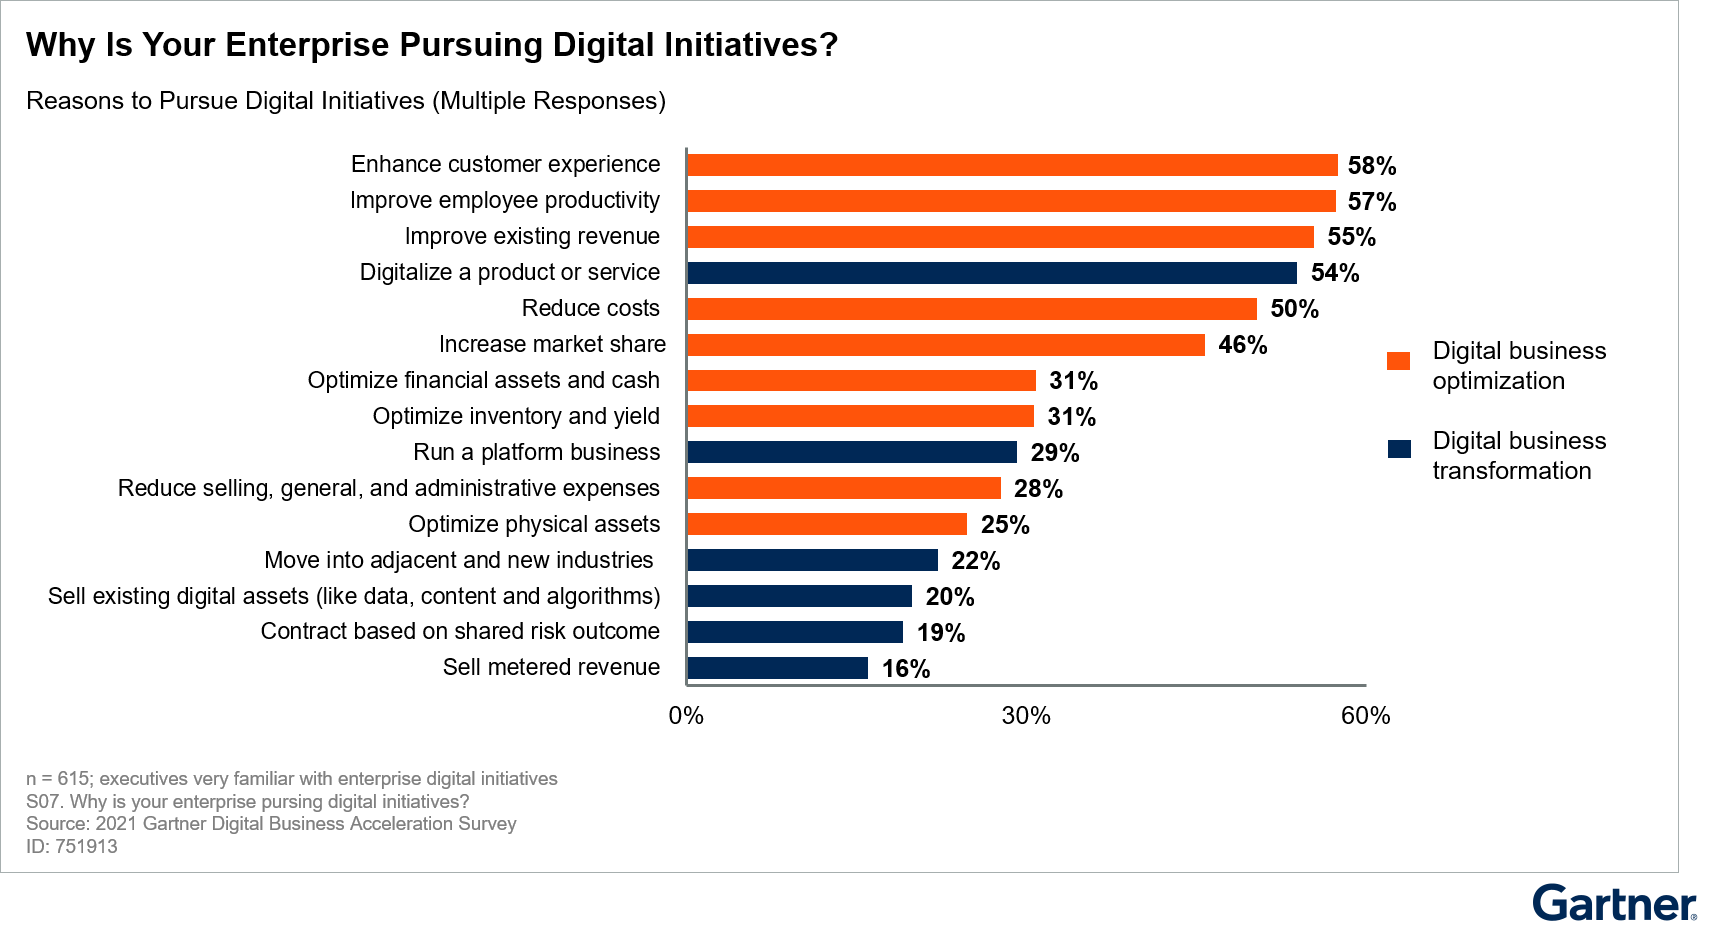 Why Is Your Enterprise Pursuing Digital Initiatives?
Reasons to Pursue Digital Initiatives (Multiple Responses)
Enhance customer experience 58%
Improve employee productivity 57%
Improve existing revenue 55%
Digitalize a product or service 54%
Reduce costs 50%
Increase market share 46%
Optimize financial assets and cash 31%
Optimize inventory and yield 31%
Run a platform business 29%
Reduce selling, general, and administrative expenses 28%
Optimize physical assets 25%
Move into adjacent and new industries 22%
Sell existing digital assets (like data, content and algorithms) 20%
Contract based on shared risk outcome 19%
Sell metered revenue 16%
0% 30% 60%
Digital business
optimization
Digital business
transformation
n = 615; executives very familiar with enterprise digital initiatives
S07. Why is your enterprise pursing digital initiatives?
Source: 2021 Gartner Digital Business Acceleration Survey
ID: 751913
Gartner®